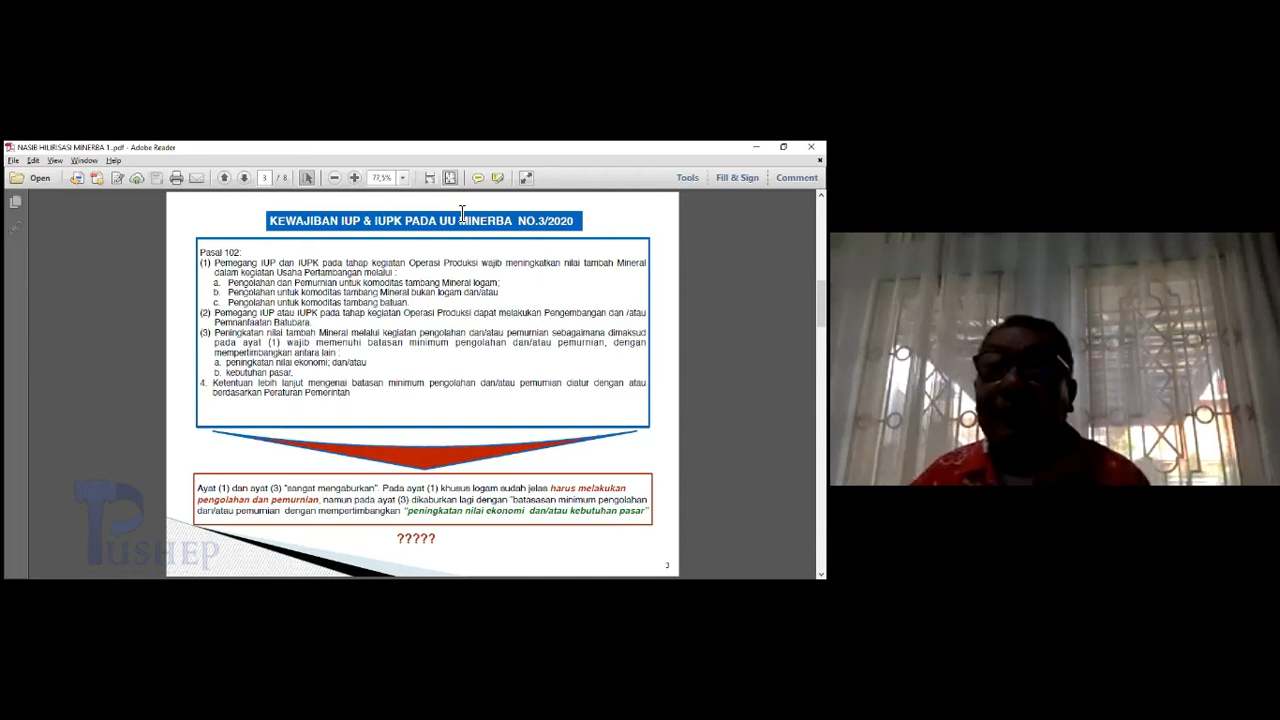 NASIB HILIRISASI MINERBA 1..pdf - Adobe Reader
File Edit View Window Help
Open 3 / 8 77,5% Tools Fill & Sign Comment
KEWAJIBAN IUP & IUPK PADA UU MINERBA NO.3/2020
Pasal 102:
(1) Pemegang IUP dan IUPK pada tahap kegiatan Operasi Produksi wajib meningkatkan nilai tambah Mineral
dalam kegiatan Usaha Pertambangan melalui :
a. Pengolahan dan Pemurnian untuk komoditas tambang Mineral logam;
b. Pengolahan untuk komoditas tambang Mineral bukan logam dan/atau
c. Pengolahan untuk komoditas tambang batuan.
(2) Pemegang IUP atau IUPK pada tahap kegiatan Operasi Produksi dapat melakukan Pengembangan dan /atau
Pemnanfaatan Batubara.
(3) Peningkatan nilai tambah Mineral melalui kegiatan pengolahan dan/atau pemurnian sebagaimana dimaksud
pada ayat (1) wajib memenuhi batasan minimum pengolahan dan/atau pemurnian, dengan
mempertimbangkan antara lain :
a. peningkatan nilai ekonomi; dan/atau
b. kebutuhan pasar.
4. Ketentuan lebih lanjut mengenai batasan minimum pengolahan dan/atau pemurnian diatur dengan atau
berdasarkan Peraturan Pemerintah
Ayat (1) dan ayat (3) "sangat mengaburkan". Pada ayat (1) khusus logam sudah jelas harus melakukan
pengolahan dan pemurnian, namun pada ayat (3) dikaburkan lagi dengan "batasasan minimum pengolahan
dan/atau pemurnian dengan mempertimbangkan "peningkatan nilai ekonomi dan/atau kebutuhan pasar"
?????
PUSHEP
3